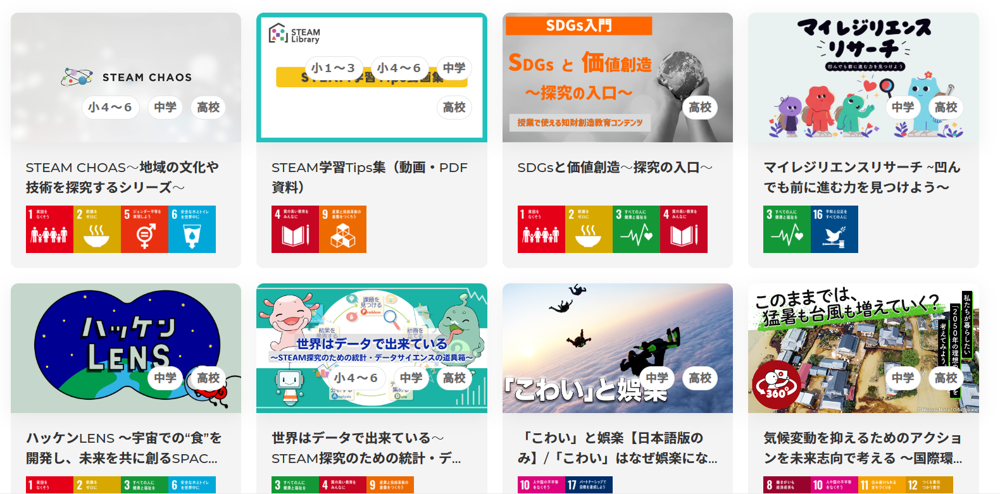 STEAM CHAOS
小4～6
中学
高校
STEAM CHOAS～地域の文化や
技術を探究するシリーズ～
1 貧困を
なくそう
2 飢餓を
ゼロに
5 ジェンダー平等を
実現しよう
6 安全な水とトイレ
を世界中に
STEAM
Library
小1～3
小4～6
中学
高校
STEAM学習Tips集（動画・PDF
資料）
4 質の高い教育を
みんなに
9 産業と技術革新の
基盤をつくろう
SDGs入門
SDGs と 価値創造
～探究の入口～
授業で使える知財創造教育コンテンツ
高校
SDGsと価値創造～探究の入口～
1 貧困を
なくそう
2 飢餓を
ゼロに
3 すべての人に
健康と福祉を
4 質の高い教育を
みんなに
マイレジリエンス
リサーチ
凹んでも前に進む力を見つけよう
中学
高校
マイレジリエンスリサーチ ~凹ん
でも前に進む力を見つけよう～
3 すべての人に
健康と福祉を
16 平和と公正を
すべての人に
ハッケン
LENS
中学
高校
ハッケンLENS ～宇宙での“食”を
開発し、未来を共に創るSPAC...
1 貧困を
なくそう
2 飢餓を
ゼロに
3 すべての人に
健康と福祉を
6 安全な水とトイレ
を世界中に
課題を
見つける
Problem
結果を
計画を
立てる
世界はデータで出来ている
～STEAM探究のための統計・データサイエンスの道具箱～
分析する
Analysis
集める
Data
小4～6
中学
高校
世界はデータで出来ている～
STEAM探究のための統計・デ...
3 すべての人に
健康と福祉を
4 質の高い教育を
みんなに
9 産業と技術革新の
基盤をつくろう
「こわい」と娯楽
中学
高校
「こわい」と娯楽【日本語版の
み】/「こわい」はなぜ娯楽にな...
10 人や国の不平等
をなくそう
17 パートナーシップで
目標を達成しよう
このままでは、
猛暑も台風も増えていく？
私たちが暮らしたい
「2050年の理想の
考えてみよう。
360°
中学
高校
© Masaya Noda / Greenpeace
気候変動を抑えるためのアクショ
ンを未来志向で考える ～国際環...
8 働きがいも
経済成長も
10 人や国の不平等
をなくそう
11 住み続けられる
まちづくりを
12 つくる責任
つかう責任